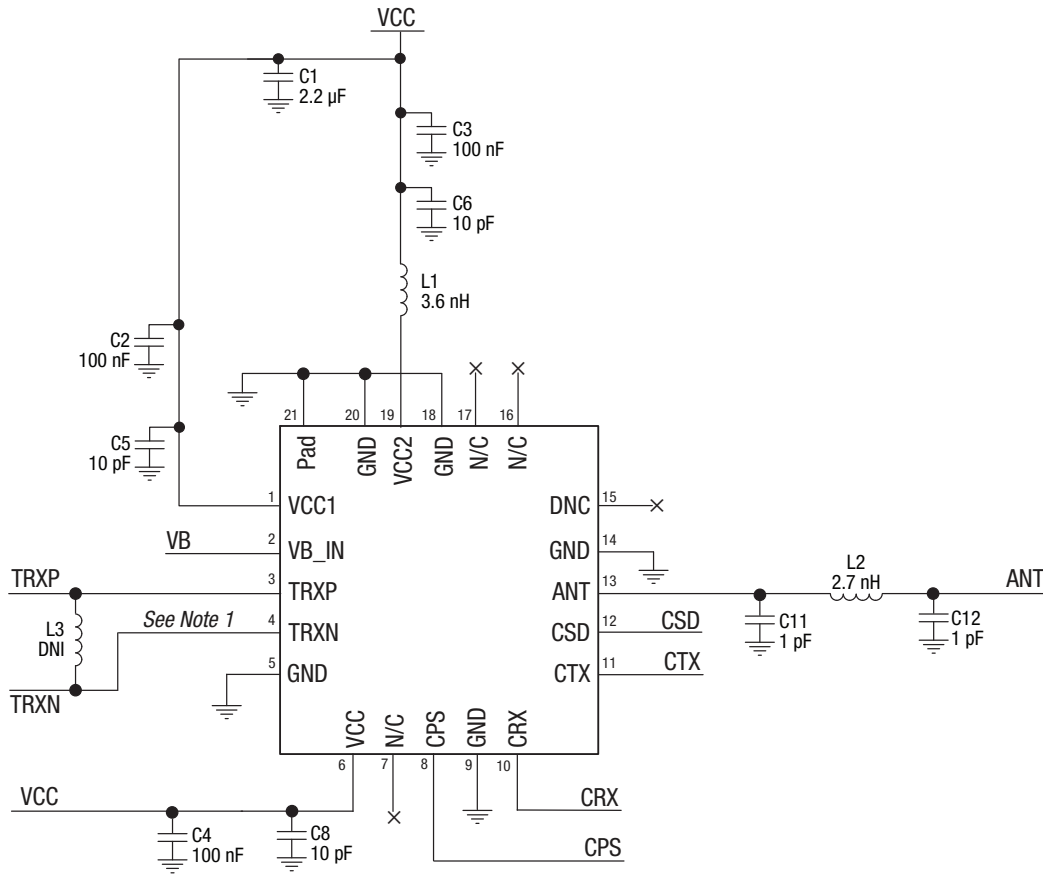 VCC
C1
2.2 µF
C3
100 nF
C6
10 pF
L1
3.6 nH
C2
100 nF
C5
10 pF
21 20 19 18 17 16
Pad GND VCC2 GND N/C N/C
1 VCC1
VB 2 VB_IN
TRXP 3 TRXP
See Note 1 4 TRXN
L3
DNI
5 GND
TRXN
DNC 15
GND 14
ANT 13
CSD 12 CSD
CTX 11 CTX
L2
2.7 nH
ANT
C11
1 pF
C12
1 pF
VCC N/C CPS GND CRX
6 7 8 9 10
VCC
C4
100 nF
C8
10 pF
CRX
CPS